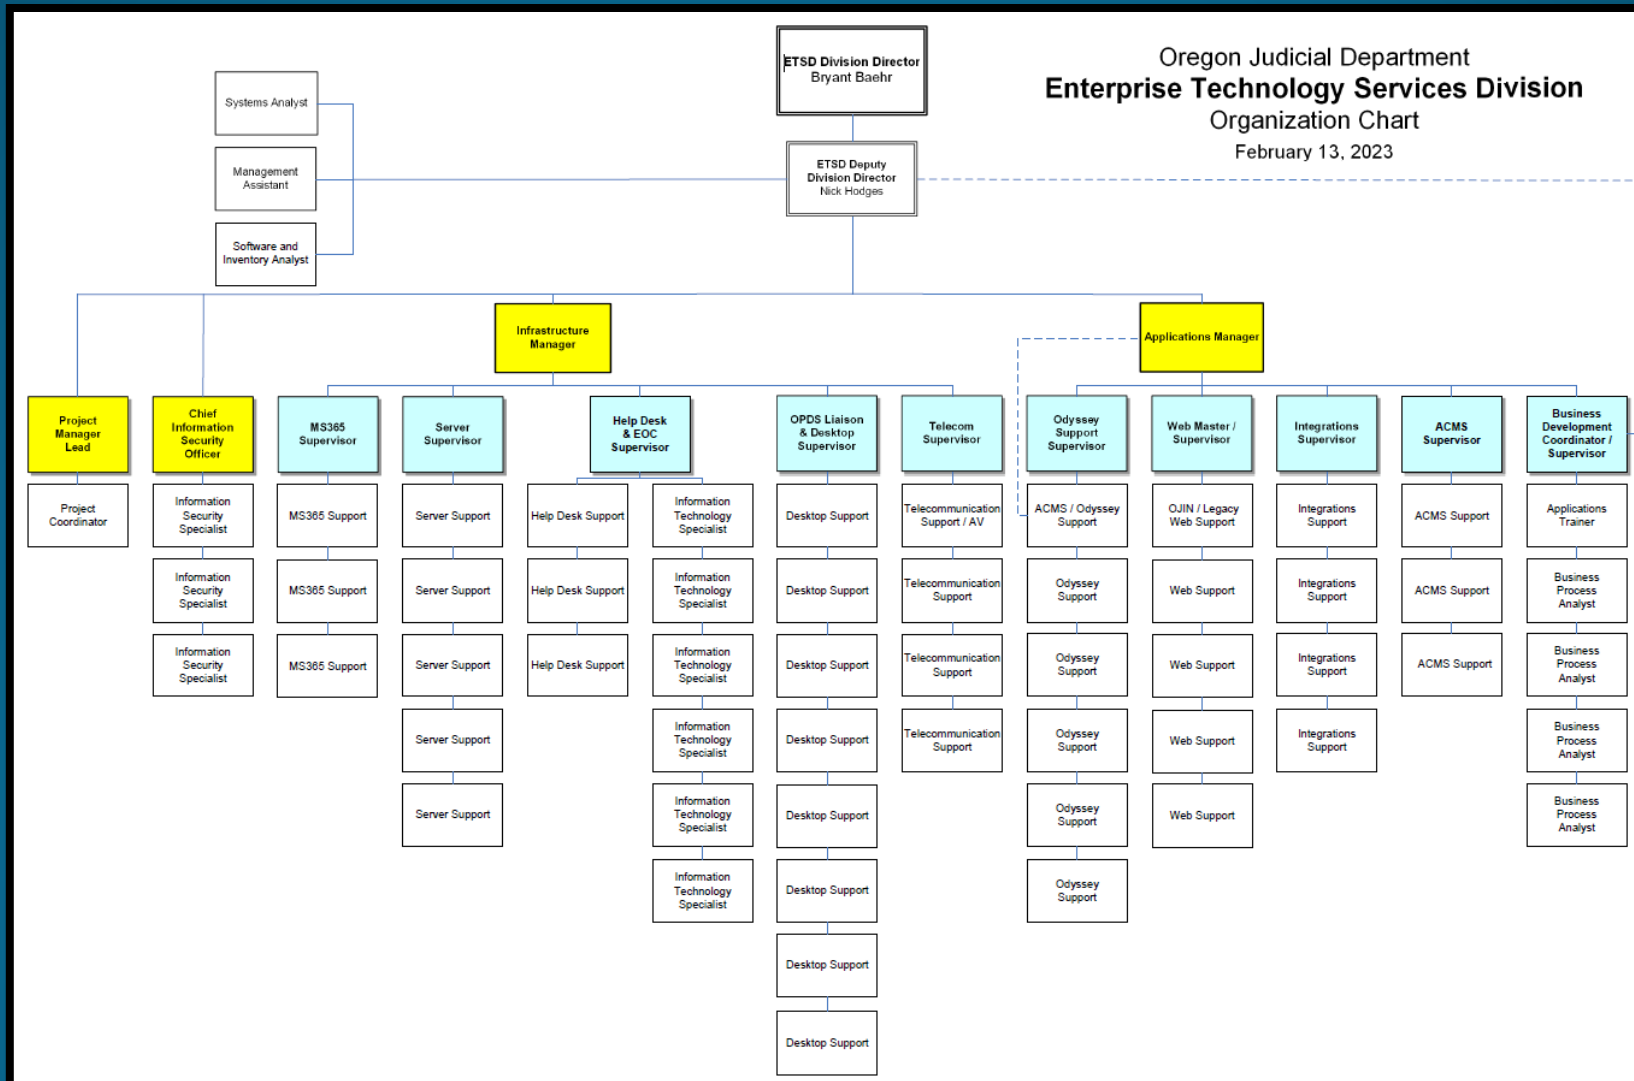 Oregon Judicial Department
Enterprise Technology Services Division
Organization Chart
February 13, 2023
ETSD Division Director
Bryant Baehr
ETSD Deputy
Division Director
Nick Hodges
Systems Analyst
Management
Assistant
Software and
Inventory Analyst
Infrastructure
Manager
Applications Manager
Project
Manager
Lead
Project
Coordinator
Chief
Information
Security
Officer
Information
Security
Specialist
Information
Security
Specialist
Information
Security
Specialist
MS365
Supervisor
MS365 Support
MS365 Support
MS365 Support
Server
Supervisor
Server Support
Server Support
Server Support
Server Support
Server Support
Help Desk
& EOC
Supervisor
Help Desk Support
Help Desk Support
Help Desk Support
Information
Technology
Specialist
Information
Technology
Specialist
Information
Technology
Specialist
Information
Technology
Specialist
Information
Technology
Specialist
Information
Technology
Specialist
OPDS Liaison
& Desktop
Supervisor
Desktop Support
Desktop Support
Desktop Support
Desktop Support
Desktop Support
Desktop Support
Desktop Support
Desktop Support
Telecom
Supervisor
Telecommunication
Support / AV
Telecommunication
Support
Telecommunication
Support
Telecommunication
Support
Odyssey
Support
Supervisor
ACMS / Odyssey
Support
Odyssey
Support
Odyssey
Support
Odyssey
Support
Odyssey
Support
Odyssey
Support
Web Master /
Supervisor
OJIN / Legacy
Web Support
Web Support
Web Support
Web Support
Web Support
Integrations
Supervisor
Integrations
Support
Integrations
Support
Integrations
Support
Integrations
Support
ACMS
Supervisor
ACMS Support
ACMS Support
ACMS Support
Business
Development
Coordinator /
Supervisor
Applications
Trainer
Business
Process
Analyst
Business
Process
Analyst
Business
Process
Analyst
Business
Process
Analyst